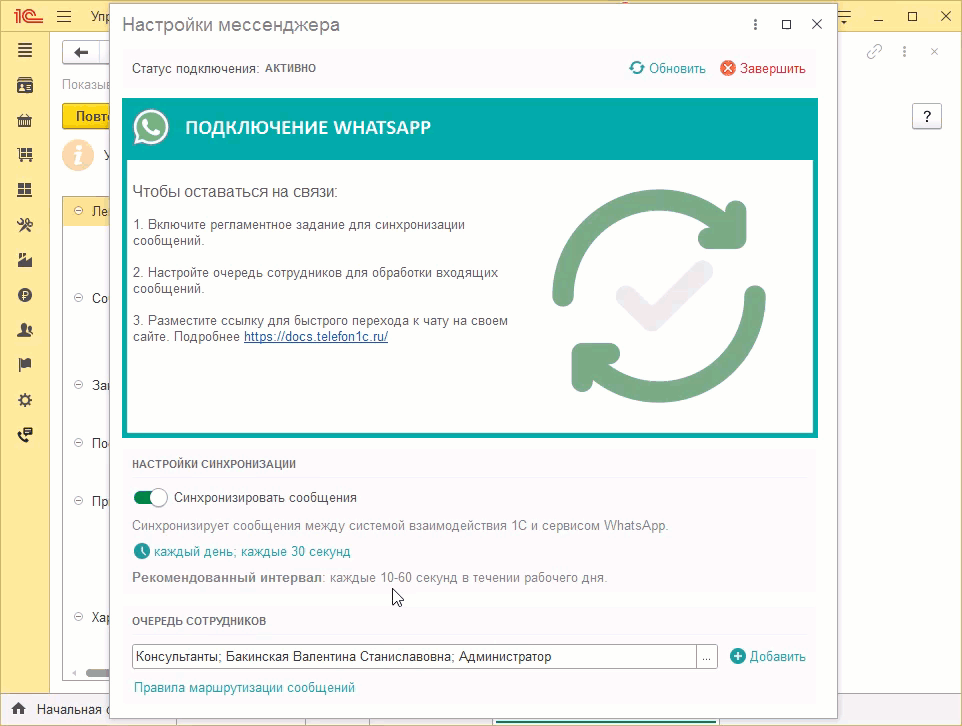 1С
Упр
Настройки мессенджера
Показыв
Статус подключения: АКТИВНО
Обновить
Завершить
Повто
?
ПОДКЛЮЧЕНИЕ WHATSAPP
Чтобы оставаться на связи:
1. Включите регламентное задание для синхронизации
сообщений.
2. Настройте очередь сотрудников для обработки входящих
сообщений.
3. Разместите ссылку для быстрого перехода к чату на своем
сайте. Подробнее https://docs.telefon1c.ru/
Ле
Со
За
По
Пр
Ха
НАСТРОЙКИ СИНХРОНИЗАЦИИ
Синхронизировать сообщения
Синхронизирует сообщения между системой взаимодействия 1С и сервисом WhatsApp.
каждый день; каждые 30 секунд
Рекомендованный интервал: каждые 10-60 секунд в течении рабочего дня.
ОЧЕРЕДЬ СОТРУДНИКОВ
Консультанты; Бакинская Валентина Станиславовна; Администратор
...
Добавить
Правила маршрутизации сообщений
Начальная с